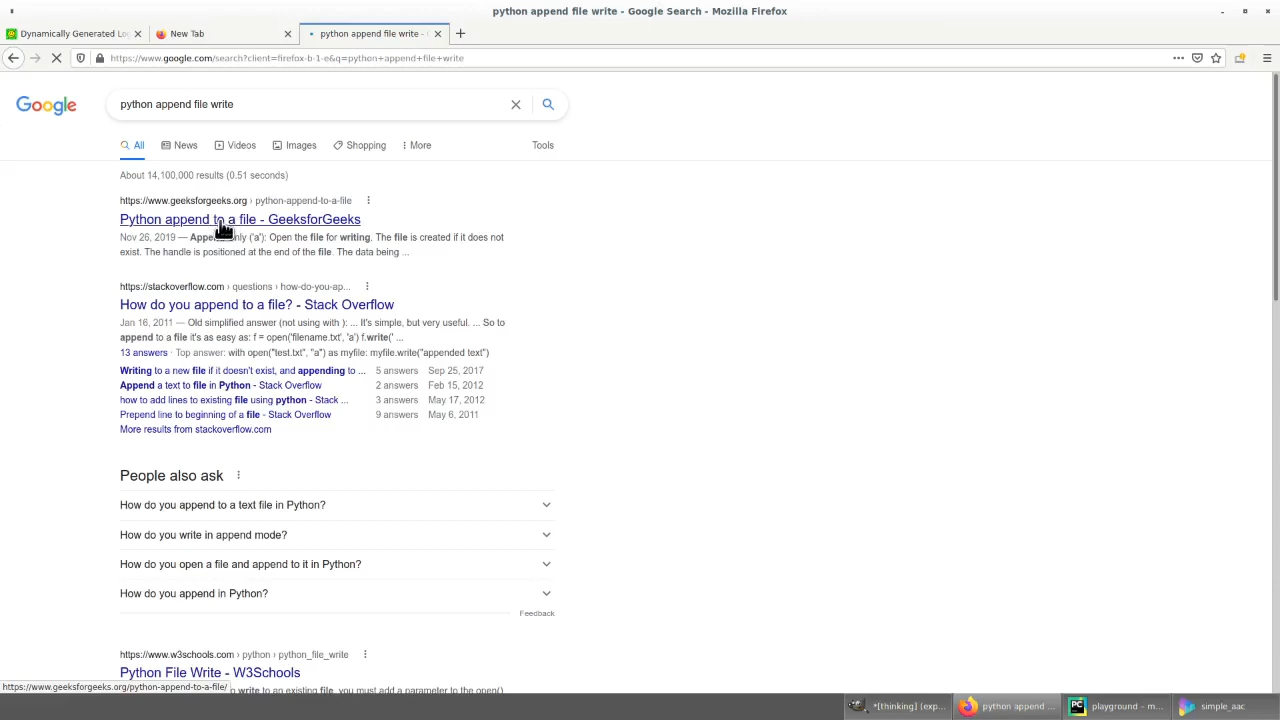 python append file write - Google Search - Mozilla Firefox
Dynamically Generated Lo
New Tab
python append file write -
https://www.google.com/search?client=firefox-b-1-e&q=python+append+file+write
Google
python append file write
All
News
Videos
Images
Shopping
More
Tools
About 14,100,000 results (0.51 seconds)
https://www.geeksforgeeks.org › python-append-to-a-file
Python append to a file - GeeksforGeeks
Nov 26, 2019 — only ('a'): Open the file for writing. The file is created if it does not
exist. The handle is positioned at the end of the file. The data being ...
https://stackoverflow.com › questions › how-do-you-ap...
How do you append to a file? - Stack Overflow
Jan 16, 2011 — Old simplified answer (not using with ): ... It's simple, but very useful. ... So to
append to a file it's as easy as: f = open('filename.txt', 'a') f.write(' ...
13 answers · Top answer: with open("test.txt", "a") as myfile: myfile.write("appended text")
Writing to a new file if it doesn't exist, and appending to ... 5 answers Sep 25, 2017
Append a text to file in Python - Stack Overflow 2 answers Feb 15, 2012
how to add lines to existing file using python - Stack ... 3 answers May 17, 2012
Prepend line to beginning of a file - Stack Overflow 9 answers May 6, 2011
More results from stackoverflow.com
People also ask
How do you append to a text file in Python?
How do you write in append mode?
How do you open a file and append to it in Python?
How do you append in Python?
Feedback
https://www.w3schools.com › python › python_file_write
Python File Write - W3Schools
write to an existing file, you must add a parameter to the open()
https://www.geeksforgeeks.org/python-append-to-a-file/
*[thinking] (exp...
python append ...
PC
playground – m...
simple_aac